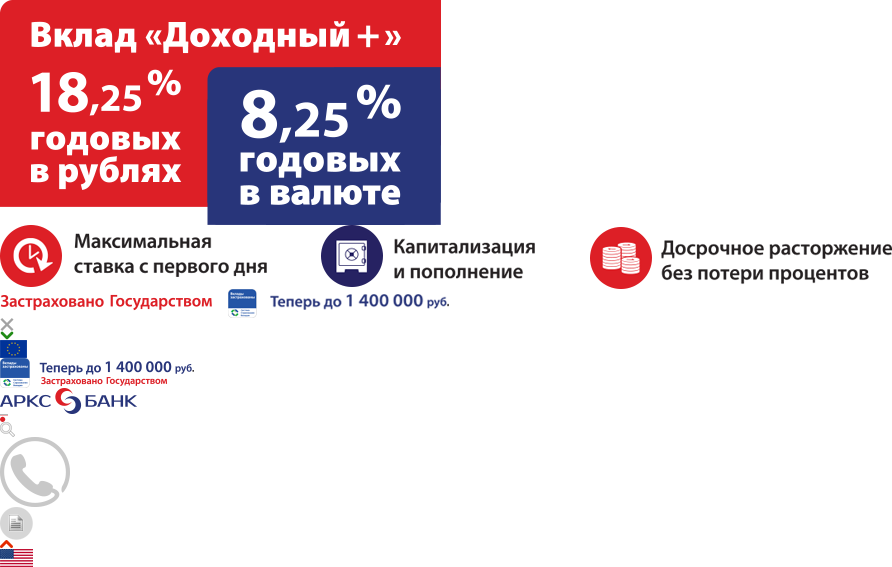 Вклад «Доходный+»
18,25%
годовых
в рублях
8,25%
годовых
в валюте
Максимальная
ставка с первого дня
Капитализация
и пополнение
Досрочное расторжение
без потери процентов
Застраховано Государством
Вклады
застрахованы
Теперь до 1 400 000 руб.
Вклады
застрахованы
Теперь до 1 400 000 руб.
Застраховано Государством
АРКС БАНК